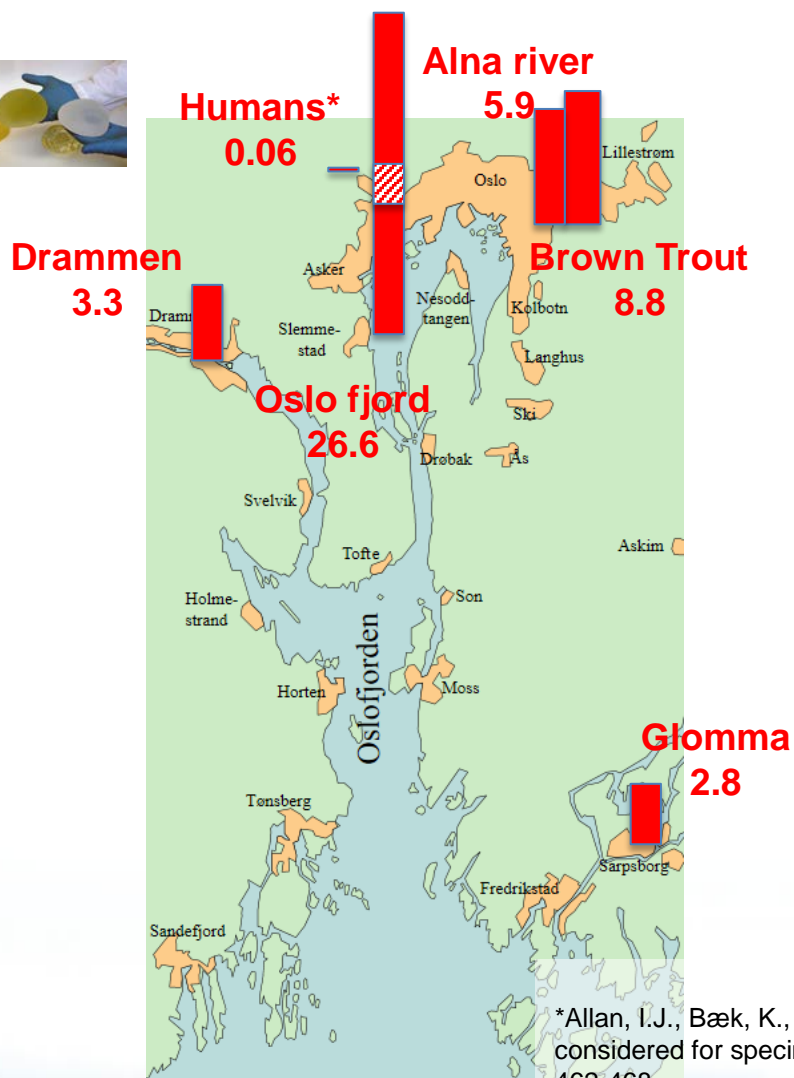 Alna river
5.9
Humans*
0.06
Lillestrøm
Oslo
Drammen
3.3
Brown Trout
8.8
Asker
Nesodd-
tangen
Kolbotn
Slemme-
stad
Langhus
Oslo fjord
26.6
Ski
Drøbak
Ås
Svelvik
Askim
Tofte
Son
Holme-
strand
Horten
Moss
Oslofjorden
Glomma
2.8
Tønsberg
Sarpsborg
Fredrikstad
Sandefjord
*Allan, I.J., Bæk, K.,
considered for speci